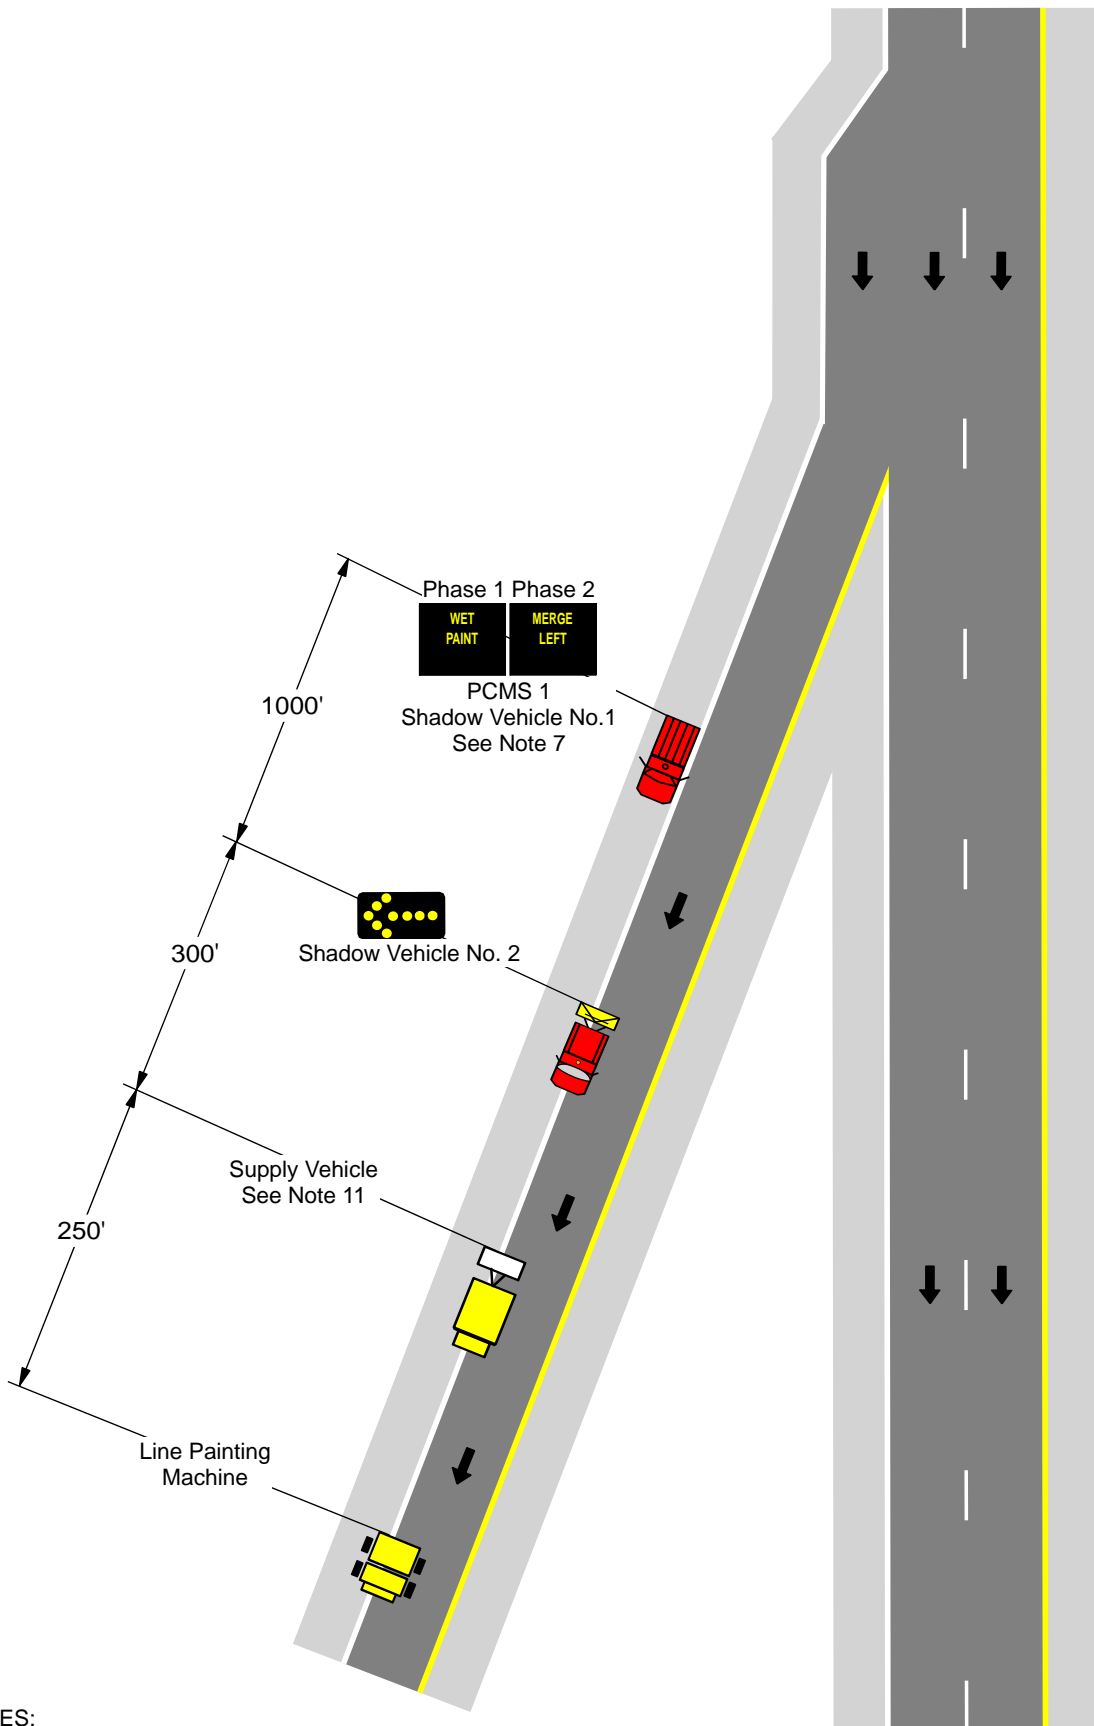 Phase 1 Phase 2
WET
PAINT
MERGE
LEFT
PCMS 1
Shadow Vehicle No.1
See Note 7
1000'
Shadow Vehicle No. 2
300'
Supply Vehicle
See Note 11
250'
Line Painting
Machine
ES: